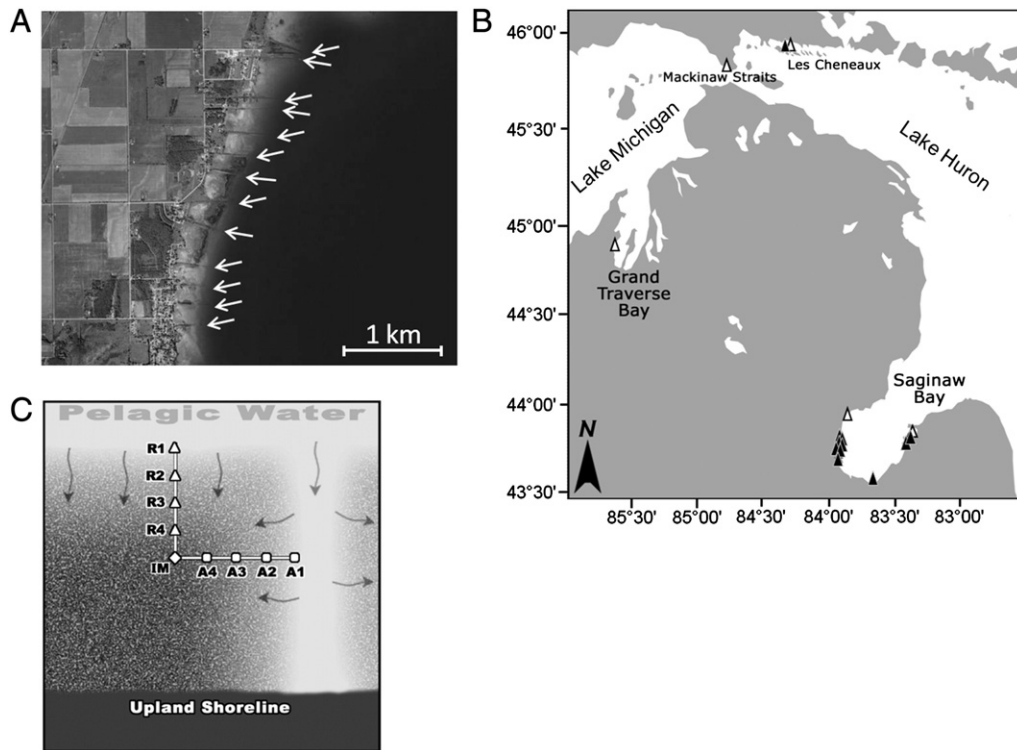 A
1 km
B
46°00'
45°30'
45°00'
44°30'
44°00'
43°30'
85°30'
85°00'
84°30'
84°00'
83°30'
83°00'
Les Cheneaux
Mackinaw Straits
Lake Michigan
Lake Huron
Grand
Traverse
Bay
Saginaw
Bay
N
C
Pelagic Water
R1
R2
R3
R4
IM
A4
A3
A2
A1
Upland Shoreline